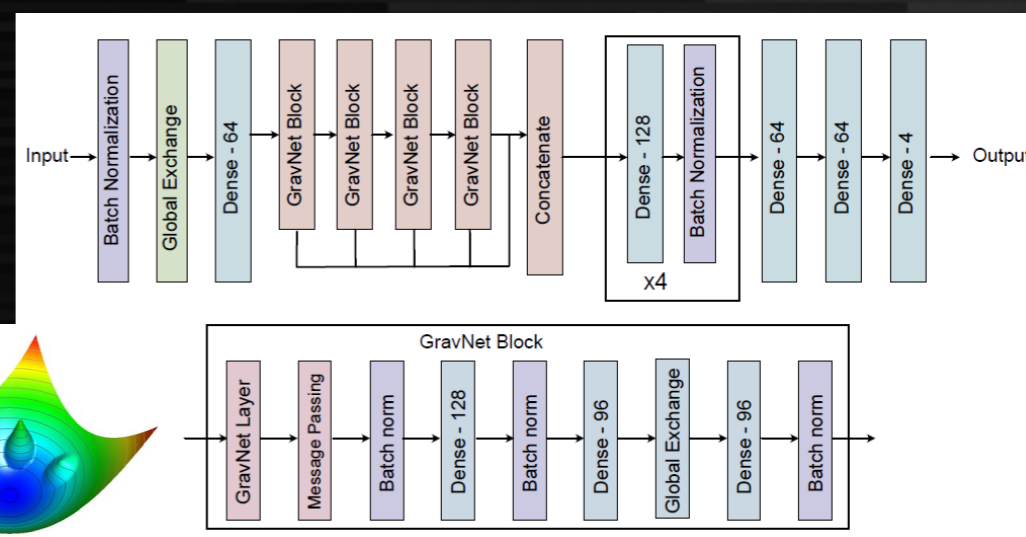 Input
Batch Normalization
Global Exchange
Dense - 64
GravNet Block
GravNet Block
GravNet Block
GravNet Block
Concatenate
Dense - 128
Batch Normalization
x4
Dense - 64
Dense - 64
Dense - 4
Output
GravNet Block
GravNet Layer
Message Passing
Batch norm
Dense - 128
Batch norm
Dense - 96
Global Exchange
Dense - 96
Batch norm